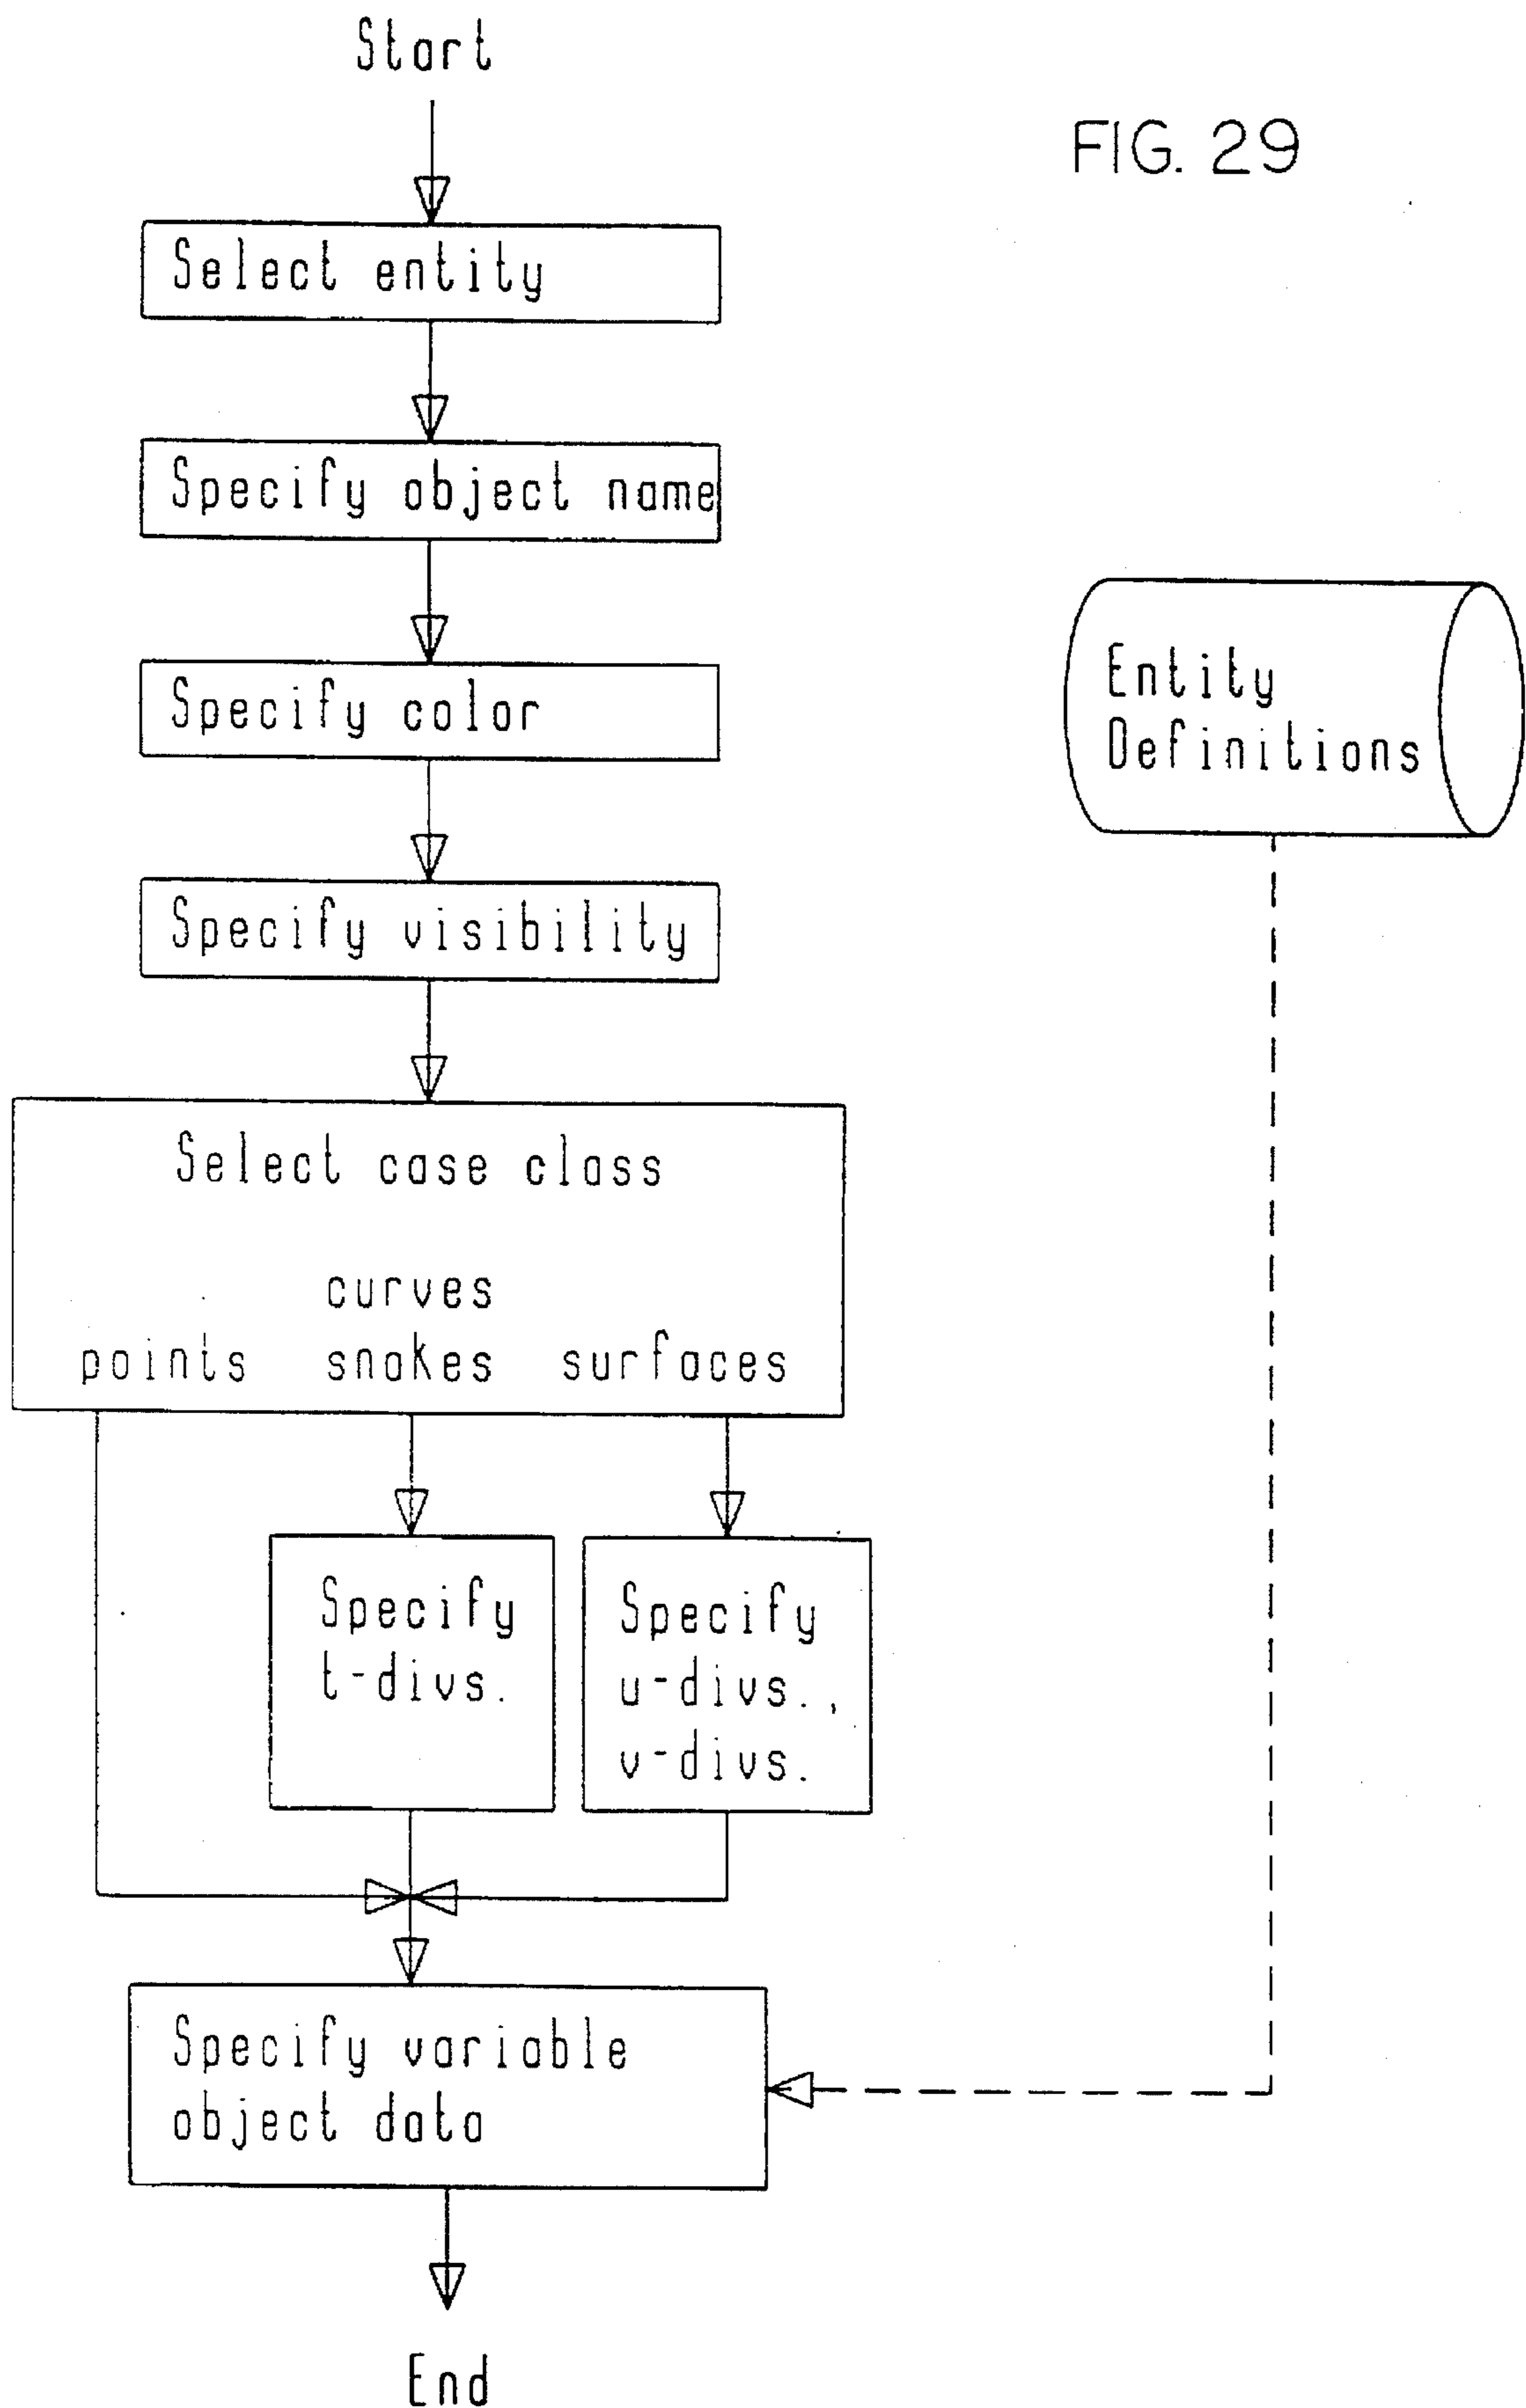 Start
FIG. 29
Select entity
Specify object name
Specify color
Specify visibility
Entity
Definitions
Select case class
curves
points snakes surfaces
Specify
t-divs.
Specify
u-divs.,
v-divs.
Specify variable
object data
End